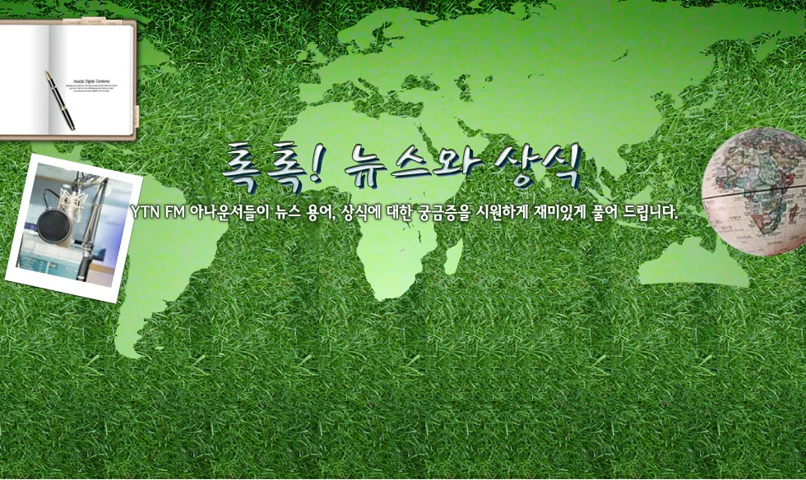 톡톡! 뉴스와 상식
YTN FM 아나운서들이 뉴스 용어, 상식에 대한 궁금증을 시원하게 재미있게 풀어 드립니다.